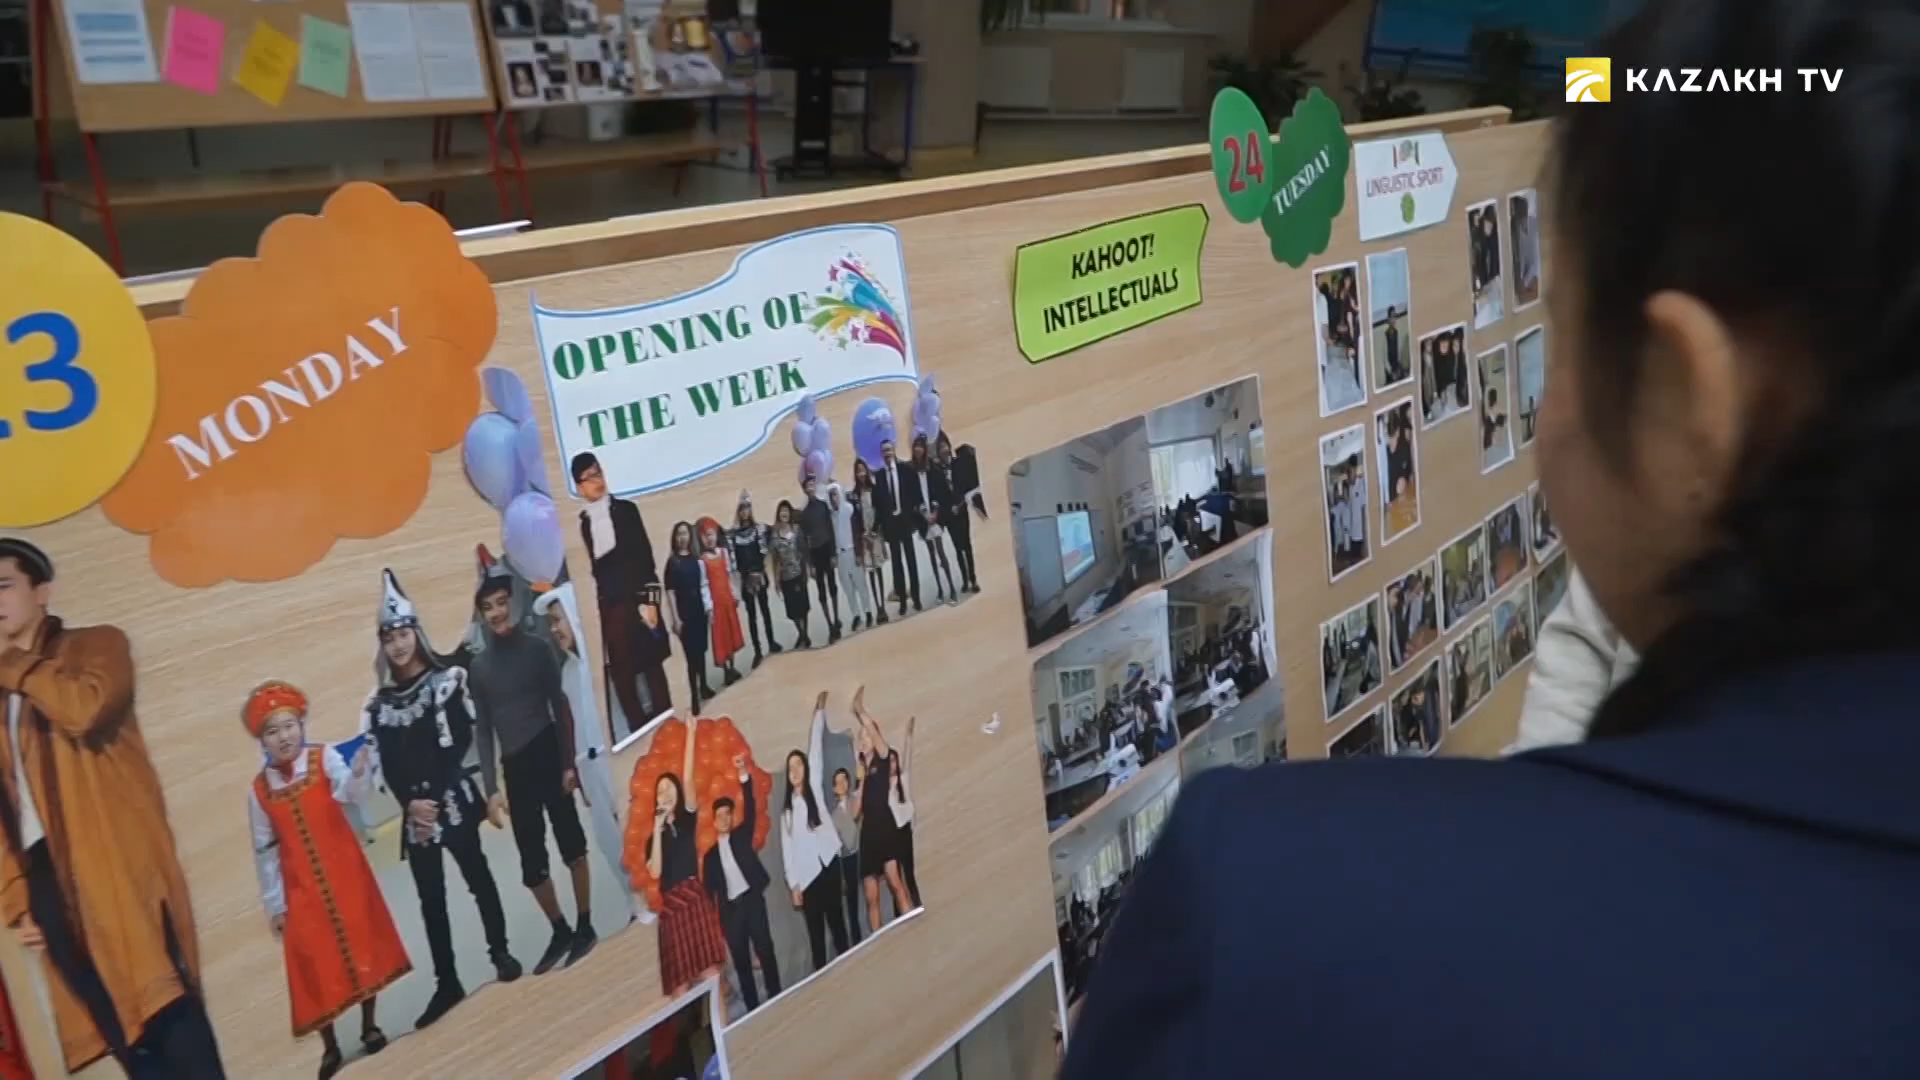 KAZAKH TV
24
TUESDAY
LINGUISTIC SPORT
KAHOOT!
INTELLECTUALS
OPENING OF
THE WEEK
MONDAY
23